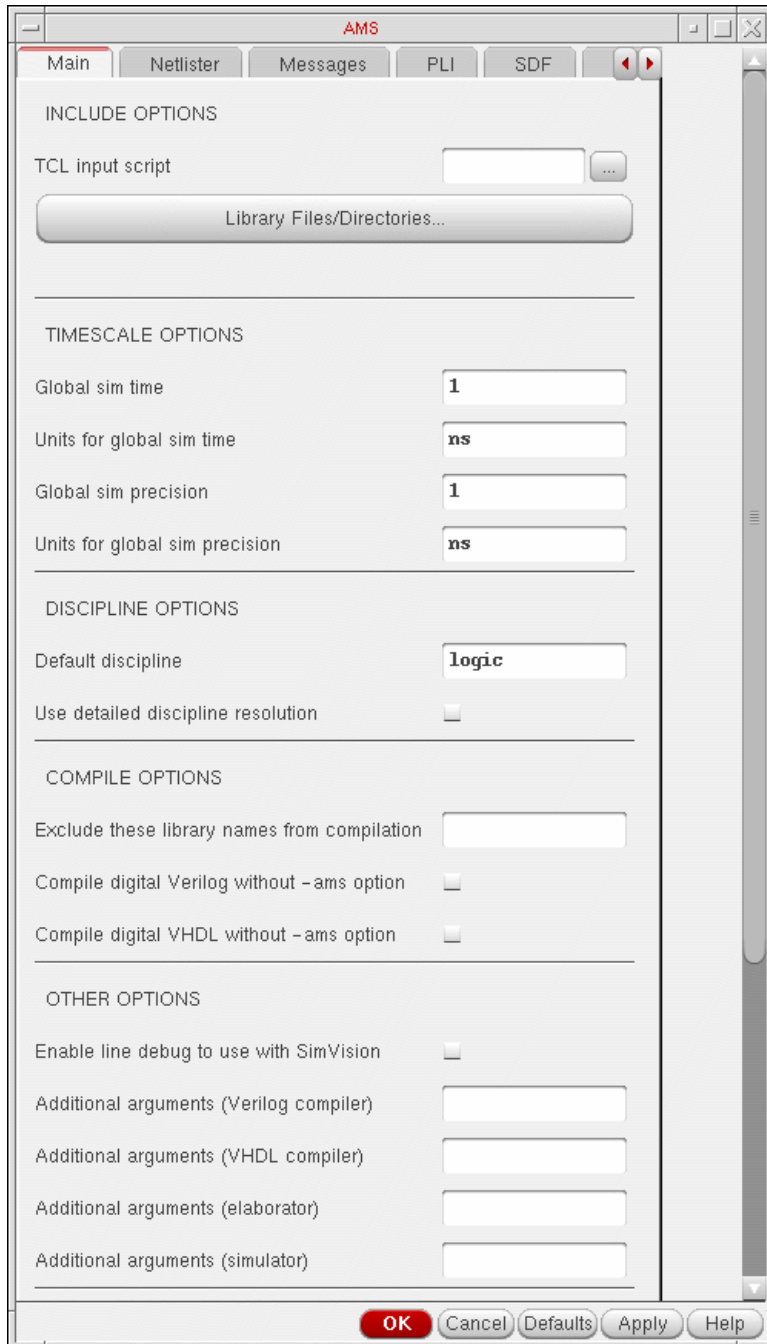 AMS
Main Netlister Messages PLI SDF
INCLUDE OPTIONS
TCL input script ...
Library Files/Directories...
TIMESCALE OPTIONS
Global sim time 1
Units for global sim time ns
Global sim precision 1
Units for global sim precision ns
DISCIPLINE OPTIONS
Default discipline logic
Use detailed discipline resolution
COMPILE OPTIONS
Exclude these library names from compilation
Compile digital Verilog without -ams option
Compile digital VHDL without -ams option
OTHER OPTIONS
Enable line debug to use with SimVision
Additional arguments (Verilog compiler)
Additional arguments (VHDL compiler)
Additional arguments (elaborator)
Additional arguments (simulator)
OK Cancel Defaults Apply Help